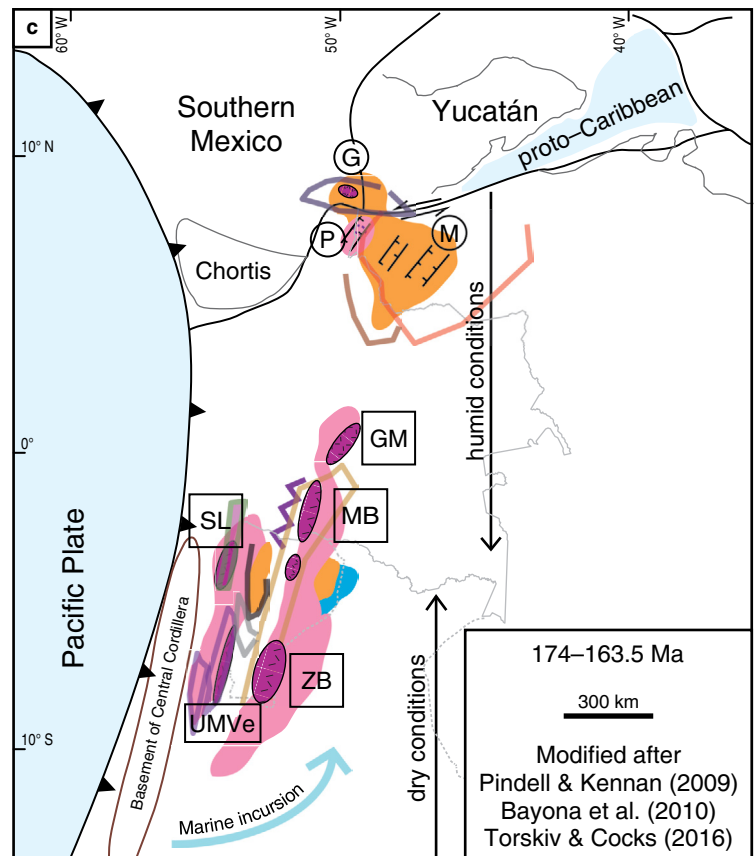 c
60° W
50° W
40° W
Southern
Mexico
Yucatán
proto–Caribbean
10° N
G
P
M
Chortis
humid conditions
0°
GM
SL
MB
Pacific Plate
Basement of Central Cordillera
ZB
UMVe
10° S
Marine incursion
dry conditions
174–163.5 Ma
300 km
Modified after
Pindell & Kennan (2009)
Bayona et al. (2010)
Torskiv & Cocks (2016)